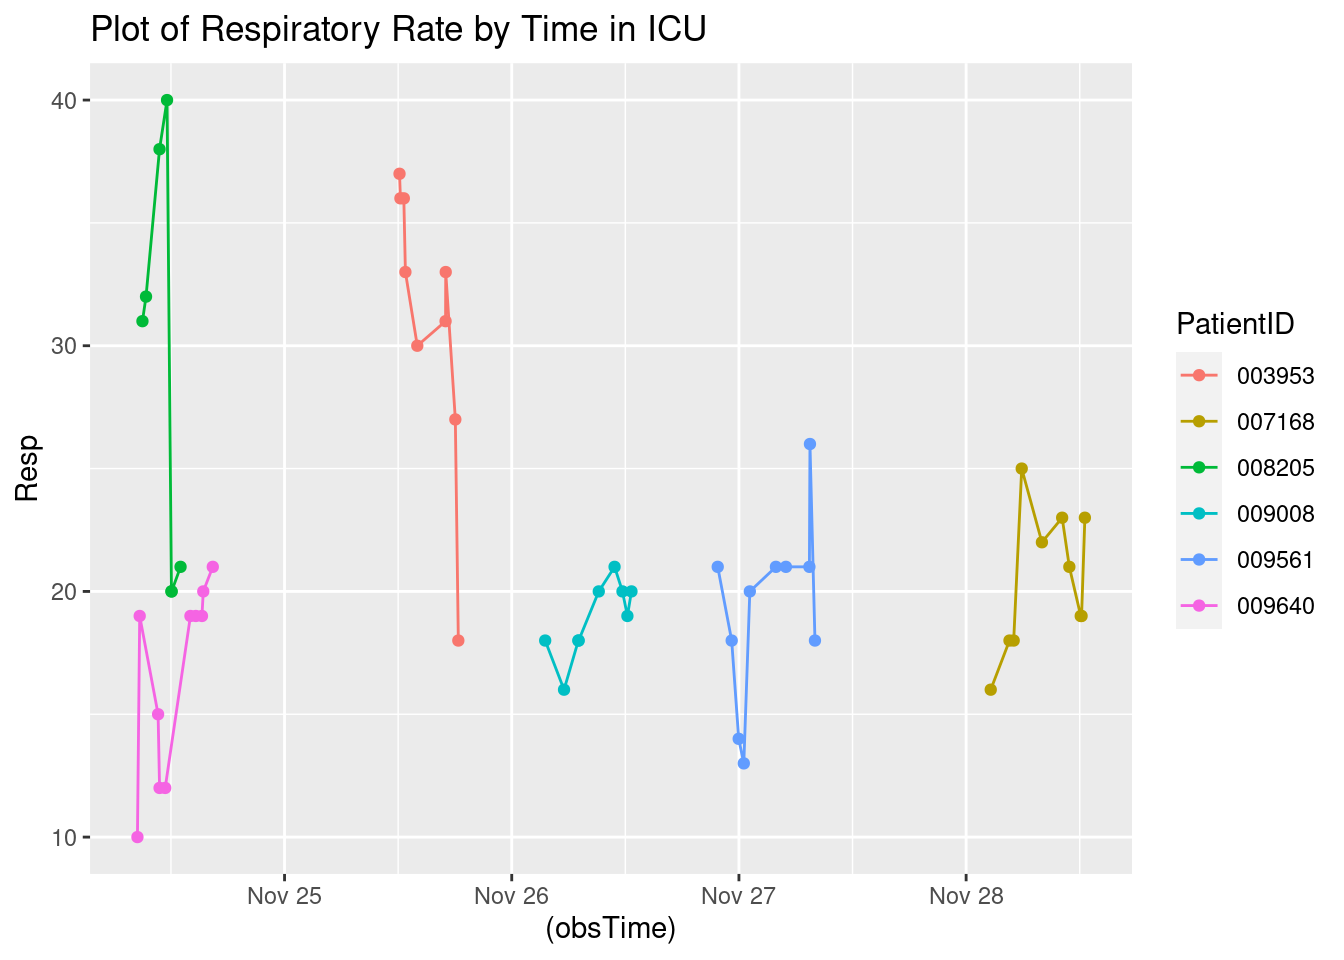 Plot of Respiratory Rate by Time in ICU
Resp
40
30
20
10
Nov 25 Nov 26 Nov 27 Nov 28
(obsTime)
PatientID
003953
007168
008205
009008
009561
009640